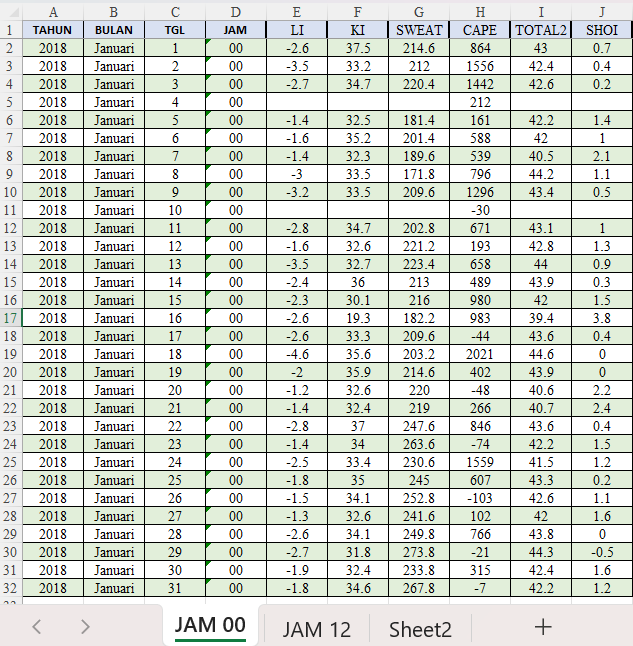 A B C D E F G H I J
1 TAHUN BULAN TGL JAM LI KI SWEAT CAPE TOTAL2 SHOI
2 2018 Januari 1 00 -2.6 37.5 214.6 864 43 0.7
3 2018 Januari 2 00 -3.5 33.2 212 1556 42.4 0.4
4 2018 Januari 3 00 -2.7 34.7 220.4 1442 42.6 0.2
5 2018 Januari 4 00 212
6 2018 Januari 5 00 -1.4 32.5 181.4 161 42.2 1.4
7 2018 Januari 6 00 -1.6 35.2 201.4 588 42 1
8 2018 Januari 7 00 -1.4 32.3 189.6 539 40.5 2.1
9 2018 Januari 8 00 -3 33.5 171.8 796 44.2 1.1
10 2018 Januari 9 00 -3.2 33.5 209.6 1296 43.4 0.5
11 2018 Januari 10 00 -30
12 2018 Januari 11 00 -2.8 34.7 202.8 671 43.1 1
13 2018 Januari 12 00 -1.6 32.6 221.2 193 42.8 1.3
14 2018 Januari 13 00 -3.5 32.7 223.4 658 44 0.9
15 2018 Januari 14 00 -2.4 36 213 489 43.9 0.3
16 2018 Januari 15 00 -2.3 30.1 216 980 42 1.5
17 2018 Januari 16 00 -2.6 19.3 182.2 983 39.4 3.8
18 2018 Januari 17 00 -2.6 33.3 209.6 -44 43.6 0.4
19 2018 Januari 18 00 -4.6 35.6 203.2 2021 44.6 0
20 2018 Januari 19 00 -2 35.9 214.6 402 43.9 0
21 2018 Januari 20 00 -1.2 32.6 220 -48 40.6 2.2
22 2018 Januari 21 00 -1.4 32.4 219 266 40.7 2.4
23 2018 Januari 22 00 -2.8 37 247.6 846 43.6 0.4
24 2018 Januari 23 00 -1.4 34 263.6 -74 42.2 1.5
25 2018 Januari 24 00 -2.5 33.4 230.6 1559 41.5 1.2
26 2018 Januari 25 00 -1.8 35 245 607 43.3 0.2
27 2018 Januari 26 00 -1.5 34.1 252.8 -103 42.6 1.1
28 2018 Januari 27 00 -1.3 32.6 241.6 102 42 1.6
29 2018 Januari 28 00 -2.6 34.1 249.8 766 43.8 0
30 2018 Januari 29 00 -2.7 31.8 273.8 -21 44.3 -0.5
31 2018 Januari 30 00 -1.9 32.4 233.8 315 42.4 1.6
32 2018 Januari 31 00 -1.8 34.6 267.8 -7 42.2 1.2
JAM 00 JAM 12 Sheet2